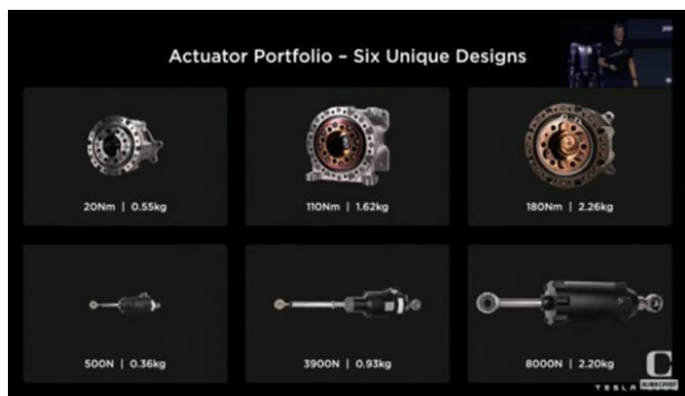 Actuator Portfolio – Six Unique Designs
20Nm | 0.55kg
110Nm | 1.62kg
180Nm | 2.26kg
500N | 0.36kg
3900N | 0.93kg
8000N | 2.20kg
C
SUBSCRIBE
TESLA